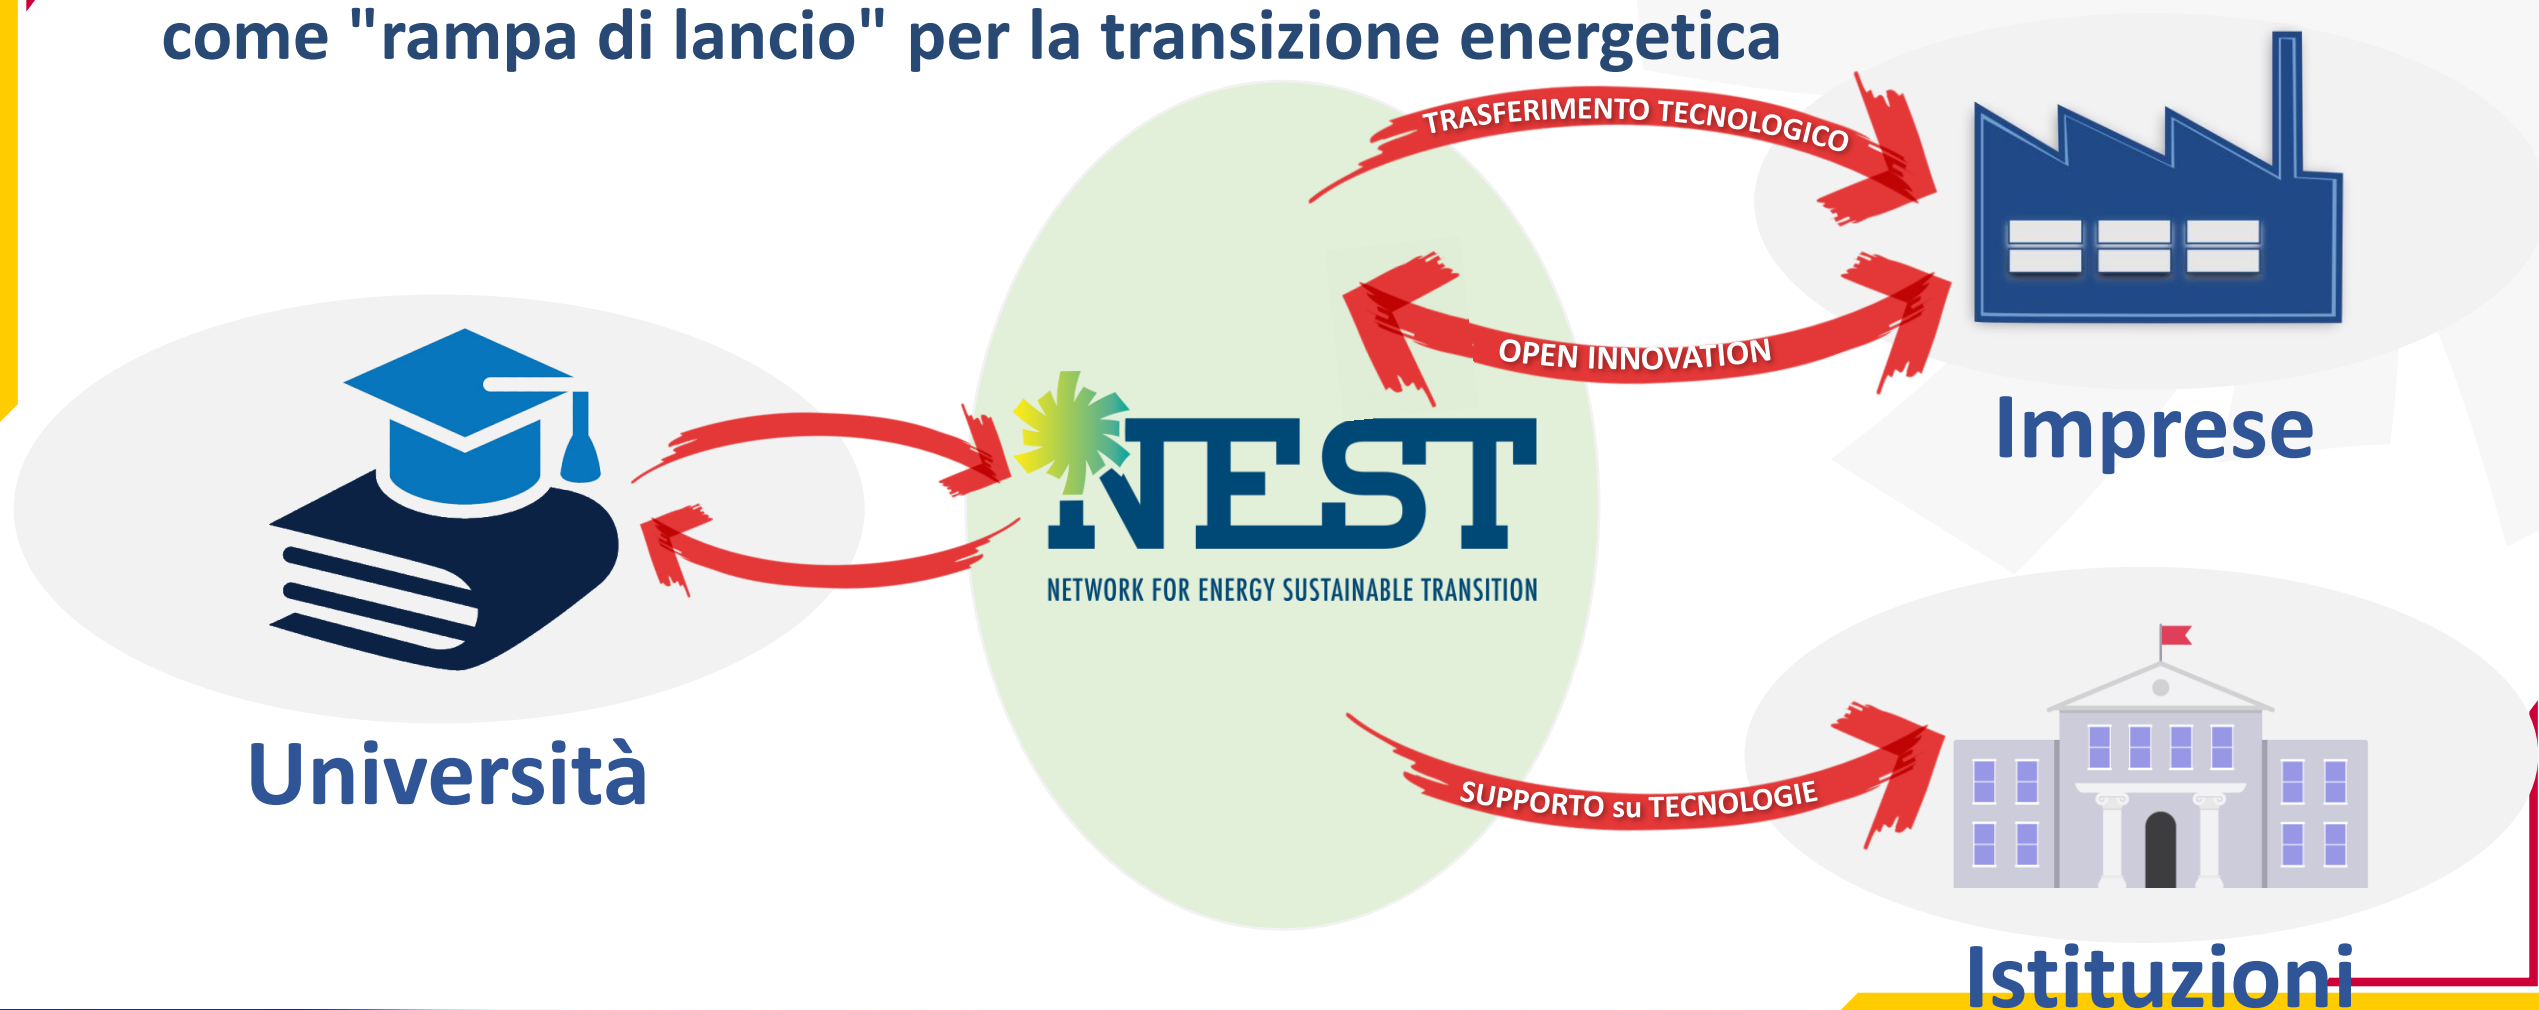 come "rampa di lancio" per la transizione energetica
TRASFERIMENTO TECNOLOGICO
OPEN INNOVATION
Imprese
NEST
NETWORK FOR ENERGY SUSTAINABLE TRANSITION
Università
SUPPORTO su TECNOLOGIE
Istituzioni